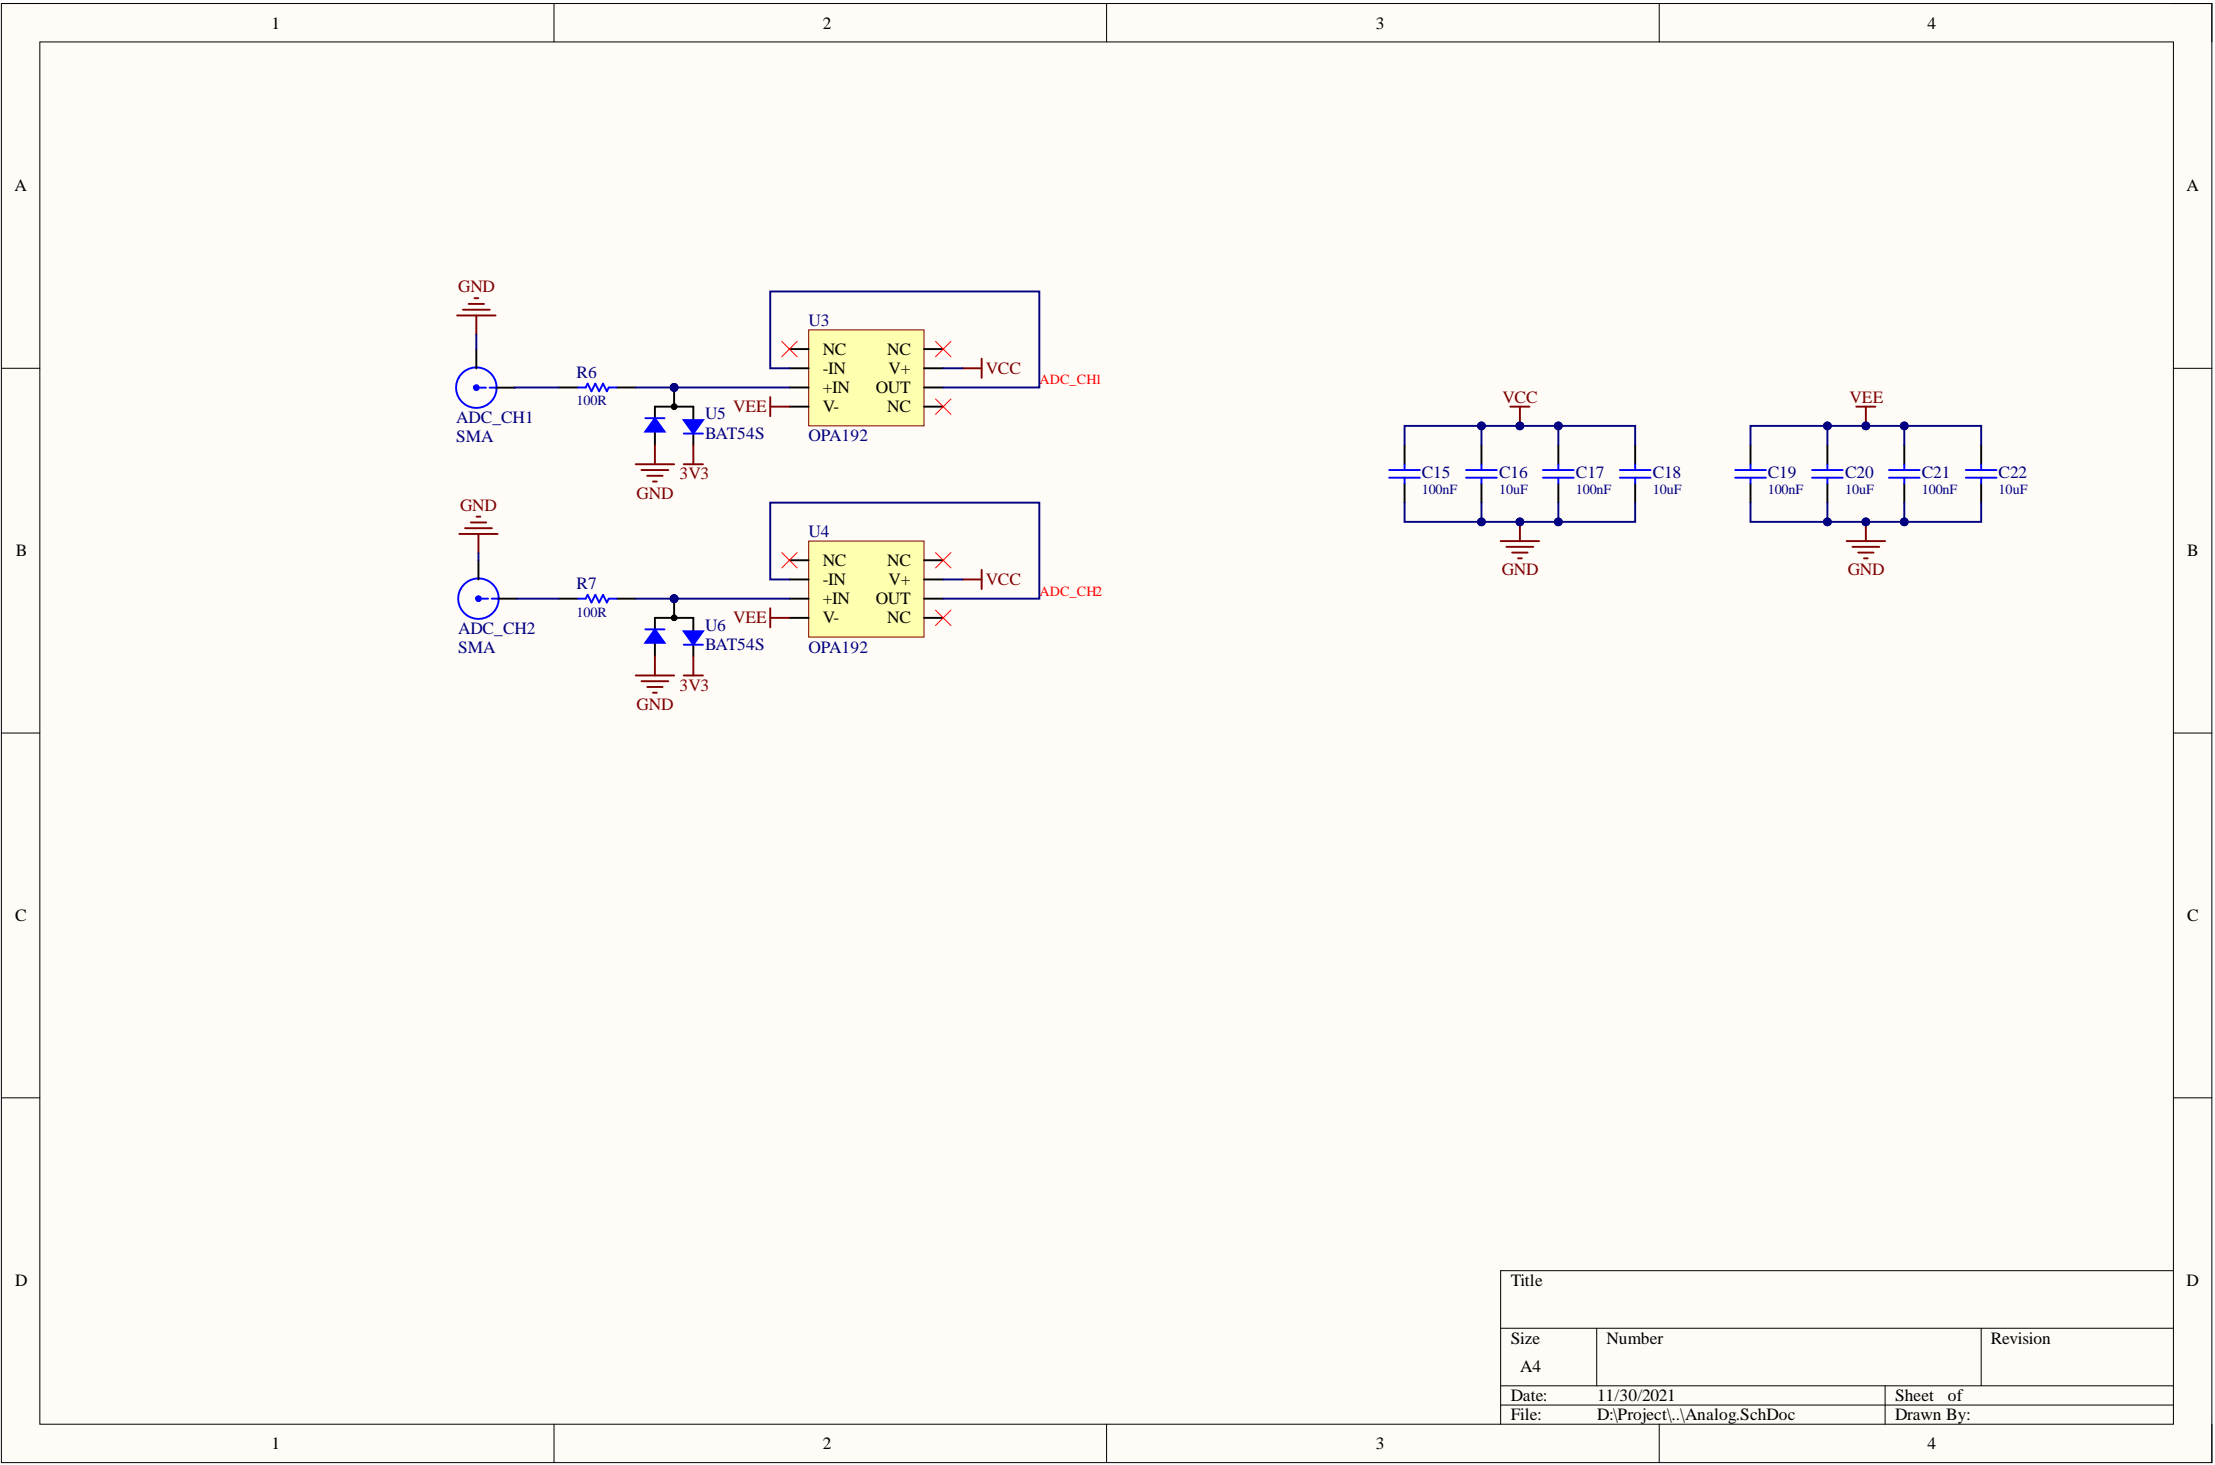 1 2 3 4
A A
B B
C C
D D
GND
ADC_CH1
SMA
R6
100R
U5
BAT54S
GND
3V3
VEE
U3
NC NC
-IN V+
+IN OUT
V- NC
OPA192
VCC
ADC_CH1
GND
ADC_CH2
SMA
R7
100R
U6
BAT54S
GND
3V3
VEE
U4
NC NC
-IN V+
+IN OUT
V- NC
OPA192
VCC
ADC_CH2
VCC
C15 C16 C17 C18
100nF 10uF 100nF 10uF
GND
VEE
C19 C20 C21 C22
100nF 10uF 100nF 10uF
GND
Title
Size Number Revision
A4
Date: 11/30/2021 Sheet of
File: D:\Project\..\Analog.SchDoc Drawn By:
1 2 3 4